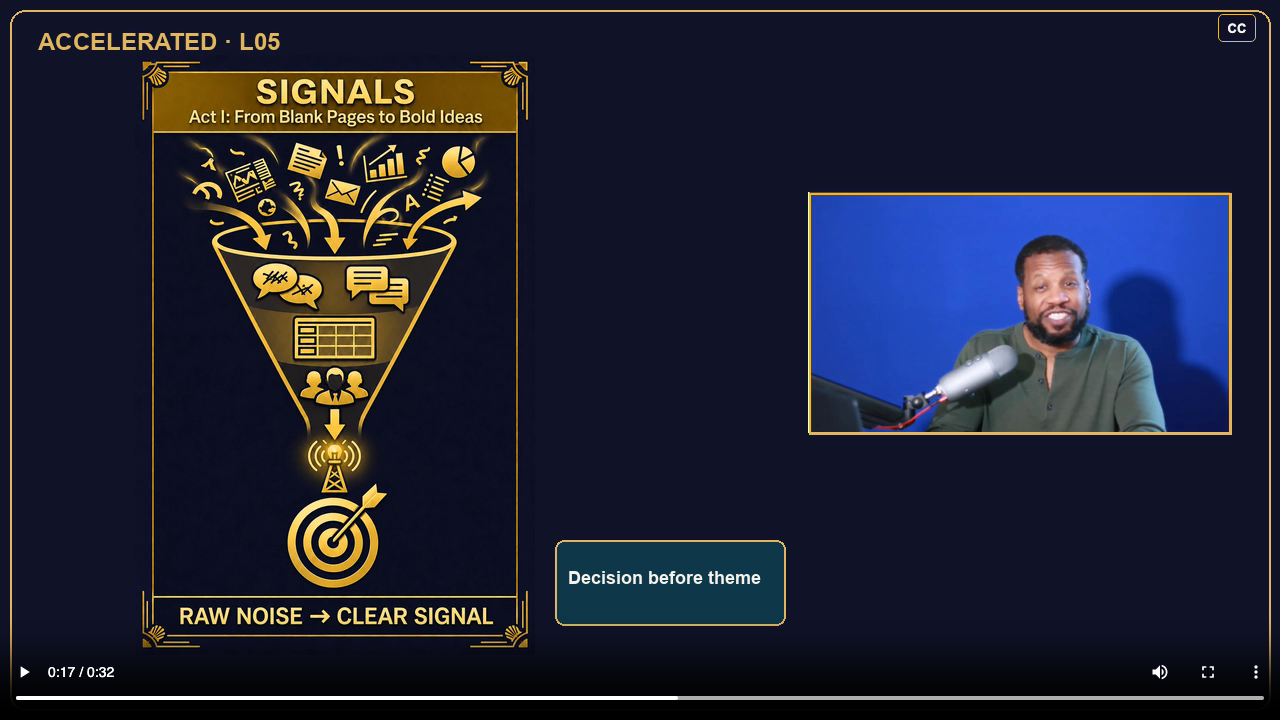 ACCELERATED · L05
CC
SIGNALS
Act I: From Blank Pages to Bold Ideas
A
RAW NOISE → CLEAR SIGNAL
Decision before theme
0:17 / 0:32